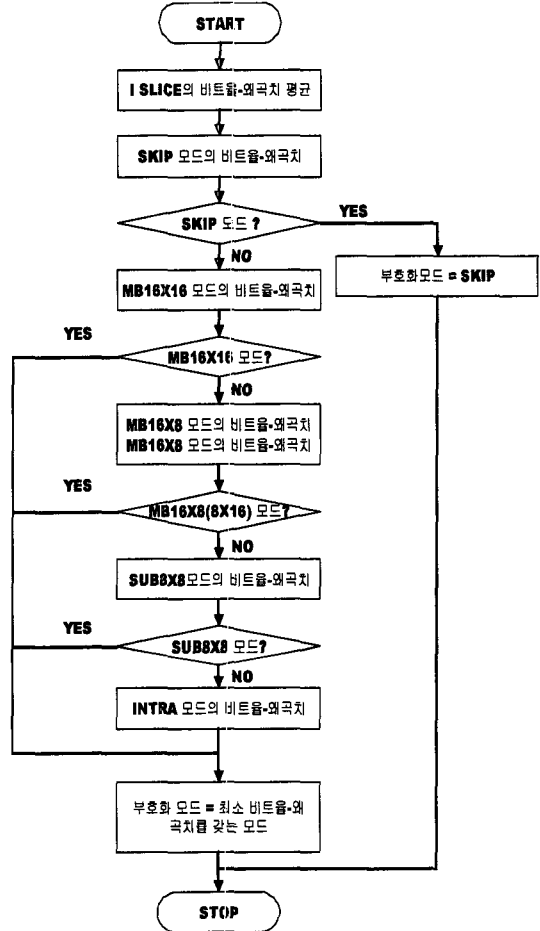 START
I SLICE의 비트율-왜곡치 평균
SKIP 모드의 비트율-왜곡치
SKIP 모드 ?
YES
NO
부호화모드 = SKIP
MB16X16 모드의 비트율-왜곡치
YES
MB16X16 모드?
NO
MB16X8 모드의 비트율-왜곡치
MB16X8 모드의 비트율-왜곡치
YES
MB16X8(8X16) 모드?
NO
SUB8X8모드의 비트율-왜곡치
YES
SUB8X8 모드?
NO
INTRA 모드의 비트율-왜곡치
부호화 모드 = 최소 비트율-왜
곡치를 갖는 모드
STOP